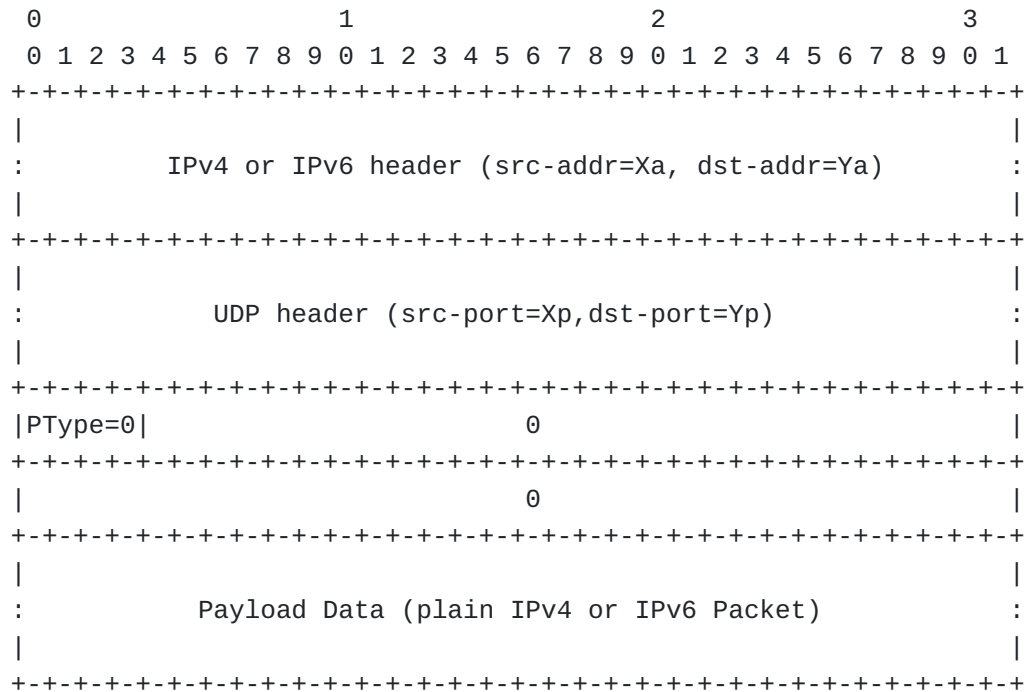 0                   1                   2                   3
 0 1 2 3 4 5 6 7 8 9 0 1 2 3 4 5 6 7 8 9 0 1 2 3 4 5 6 7 8 9 0 1
+-+-+-+-+-+-+-+-+-+-+-+-+-+-+-+-+-+-+-+-+-+-+-+-+-+-+-+-+-+-+-+-+
|                                                               |
:         IPv4 or IPv6 header (src-addr=Xa, dst-addr=Ya)        :
|                                                               |
+-+-+-+-+-+-+-+-+-+-+-+-+-+-+-+-+-+-+-+-+-+-+-+-+-+-+-+-+-+-+-+-+
|                                                               |
:            UDP header (src-port=Xp,dst-port=Yp)               :
|                                                               |
+-+-+-+-+-+-+-+-+-+-+-+-+-+-+-+-+-+-+-+-+-+-+-+-+-+-+-+-+-+-+-+-+
|PType=0|                        0                              |
+-+-+-+-+-+-+-+-+-+-+-+-+-+-+-+-+-+-+-+-+-+-+-+-+-+-+-+-+-+-+-+-+
|                                0                              |
+-+-+-+-+-+-+-+-+-+-+-+-+-+-+-+-+-+-+-+-+-+-+-+-+-+-+-+-+-+-+-+-+
|                                                               |
:           Payload Data (plain IPv4 or IPv6 Packet)            :
|                                                               |
+-+-+-+-+-+-+-+-+-+-+-+-+-+-+-+-+-+-+-+-+-+-+-+-+-+-+-+-+-+-+-+-+